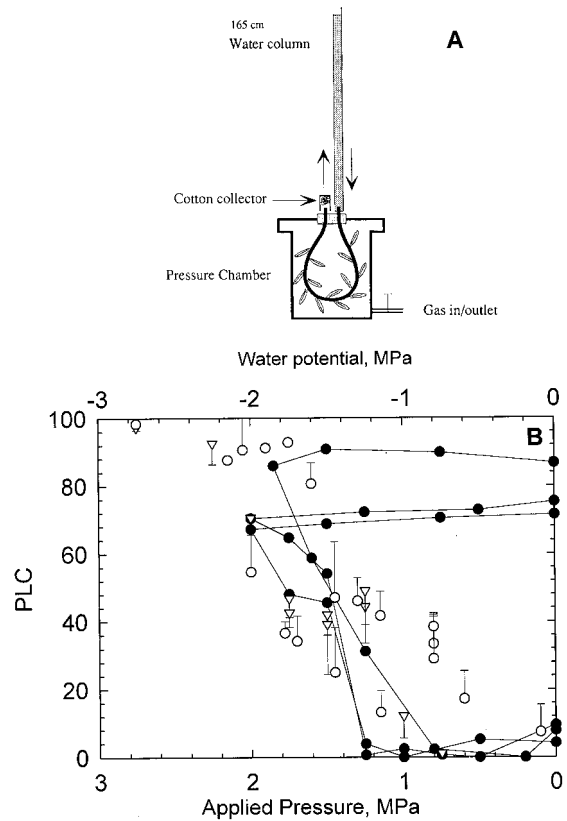 165 cm
Water column
A
Cotton collector
Pressure Chamber
Gas in/outlet
Water potential, MPa
-3 -2 -1 0
100 B
80
60
PLC
40
20
0
3 2 1 0
Applied Pressure, MPa